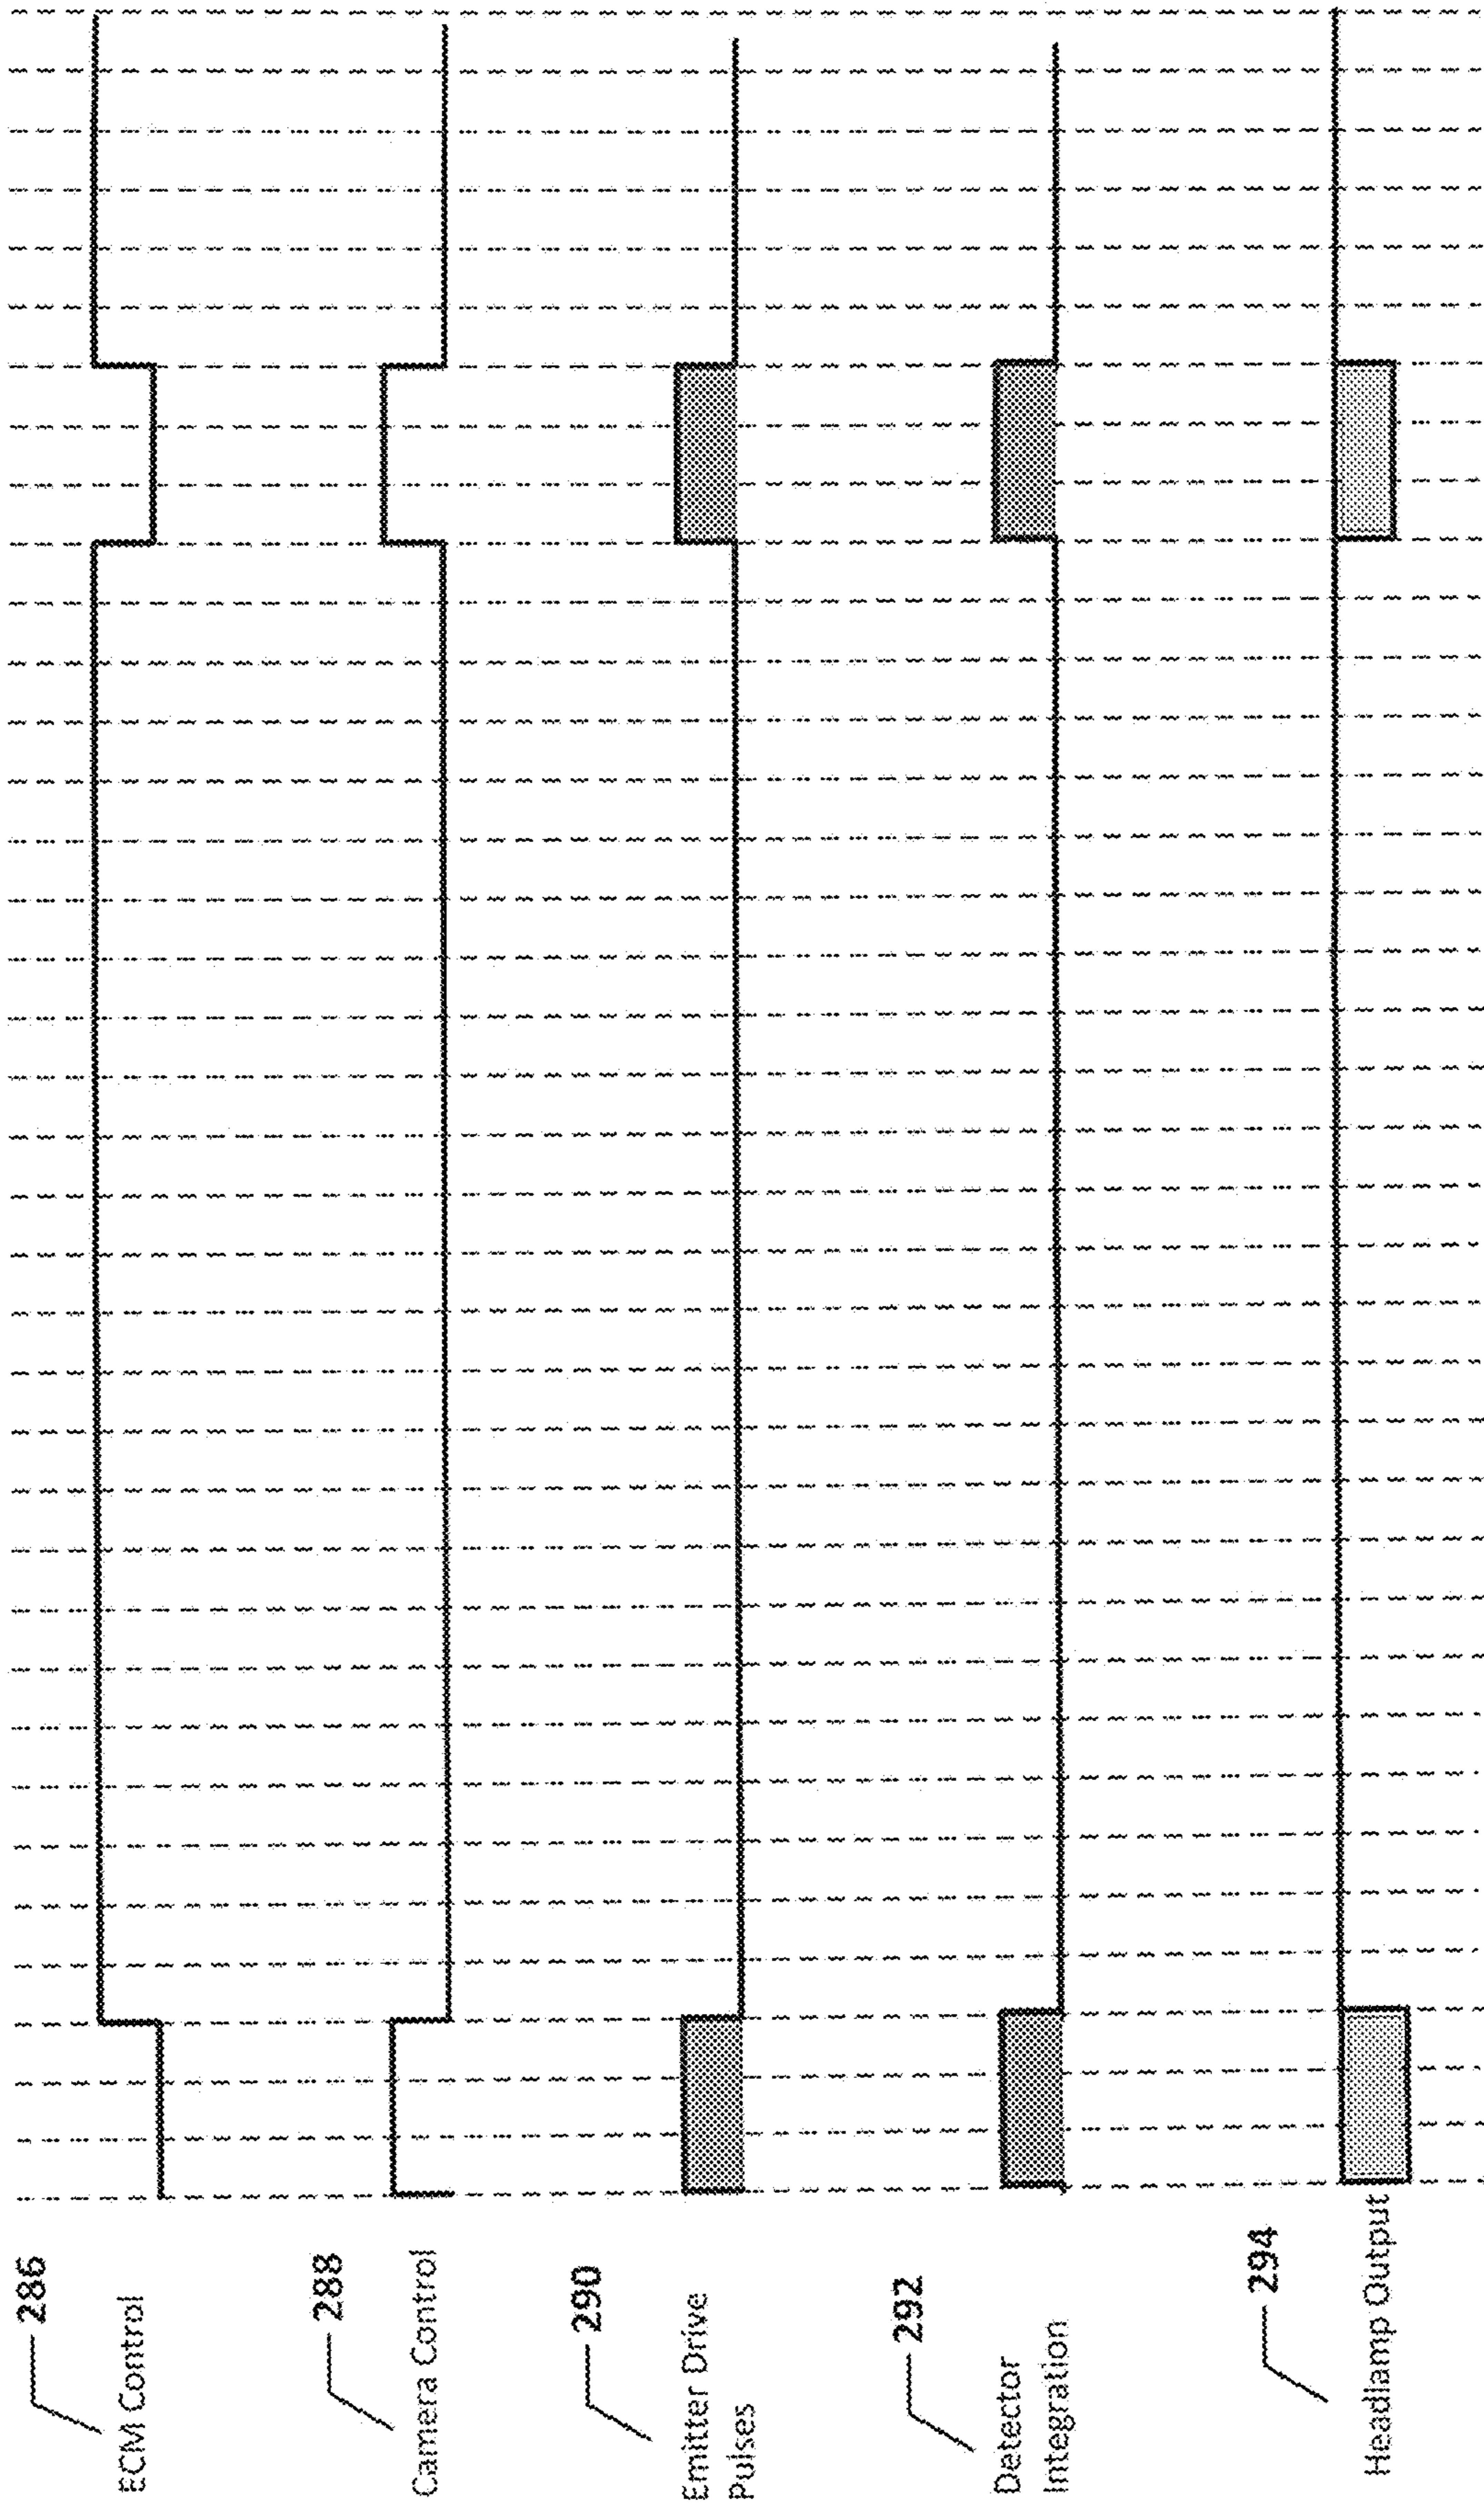 286
ECM Control
288
Camera Control
290
Emitter Drive
Pulses
292
Detector
Integration
294
Headlamp Output